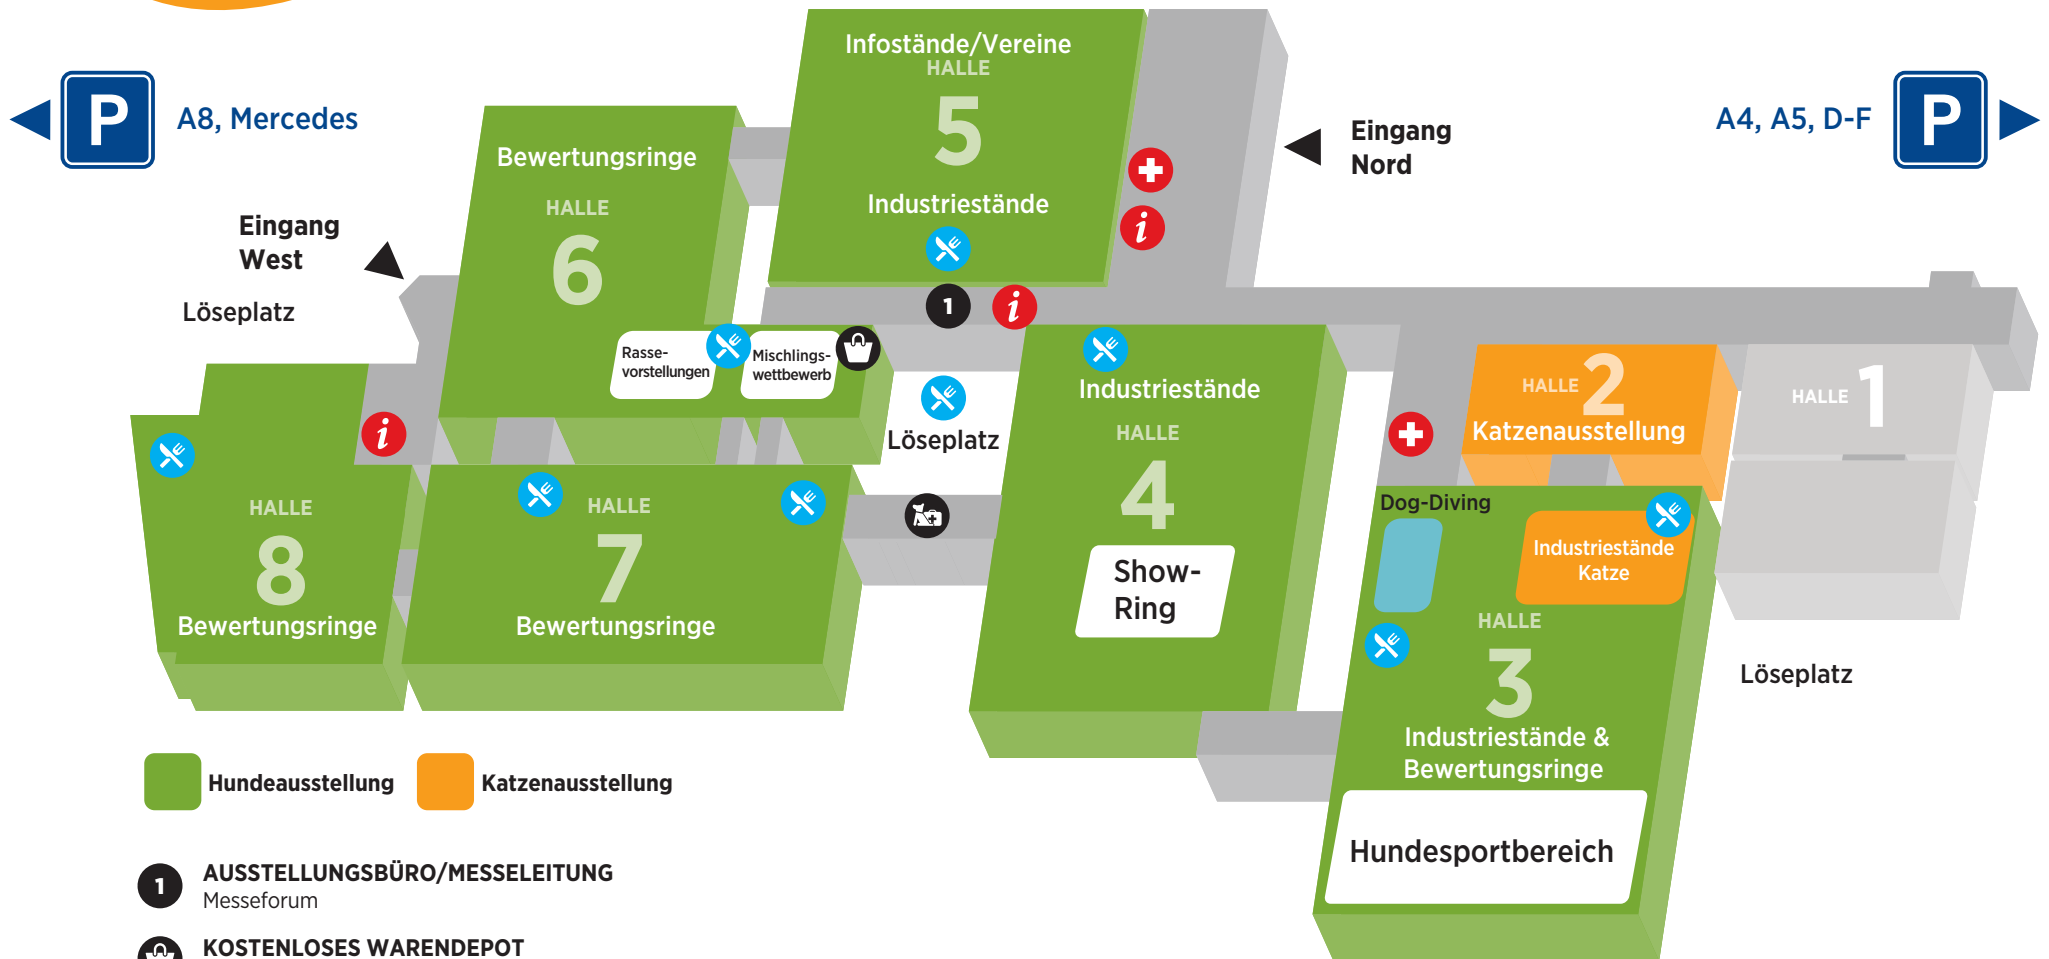 Infostände/Vereine
HALLE
5
Industriestände
P
A8, Mercedes
A4, A5, D-F
P
Eingang
Nord
Bewertungsringe
HALLE
6
Eingang
West
Löseplatz
Rasse-
vorstellungen
Mischlings-
wettbewerb
1
i
i
i
Löseplatz
Industriestände
HALLE
4
Show-
Ring
HALLE 2
Katzenausstellung
HALLE 1
HALLE
8
Bewertungsringe
HALLE
7
Bewertungsringe
Dog-Diving
Industriestände
Katze
HALLE
3
Industriestände &
Bewertungsringe
Hundesportbereich
Löseplatz
Hundeausstellung
Katzenausstellung
1
AUSSTELLUNGSBÜRO/MESSELEITUNG
Messeforum
KOSTENLOSES WARENDEPOT